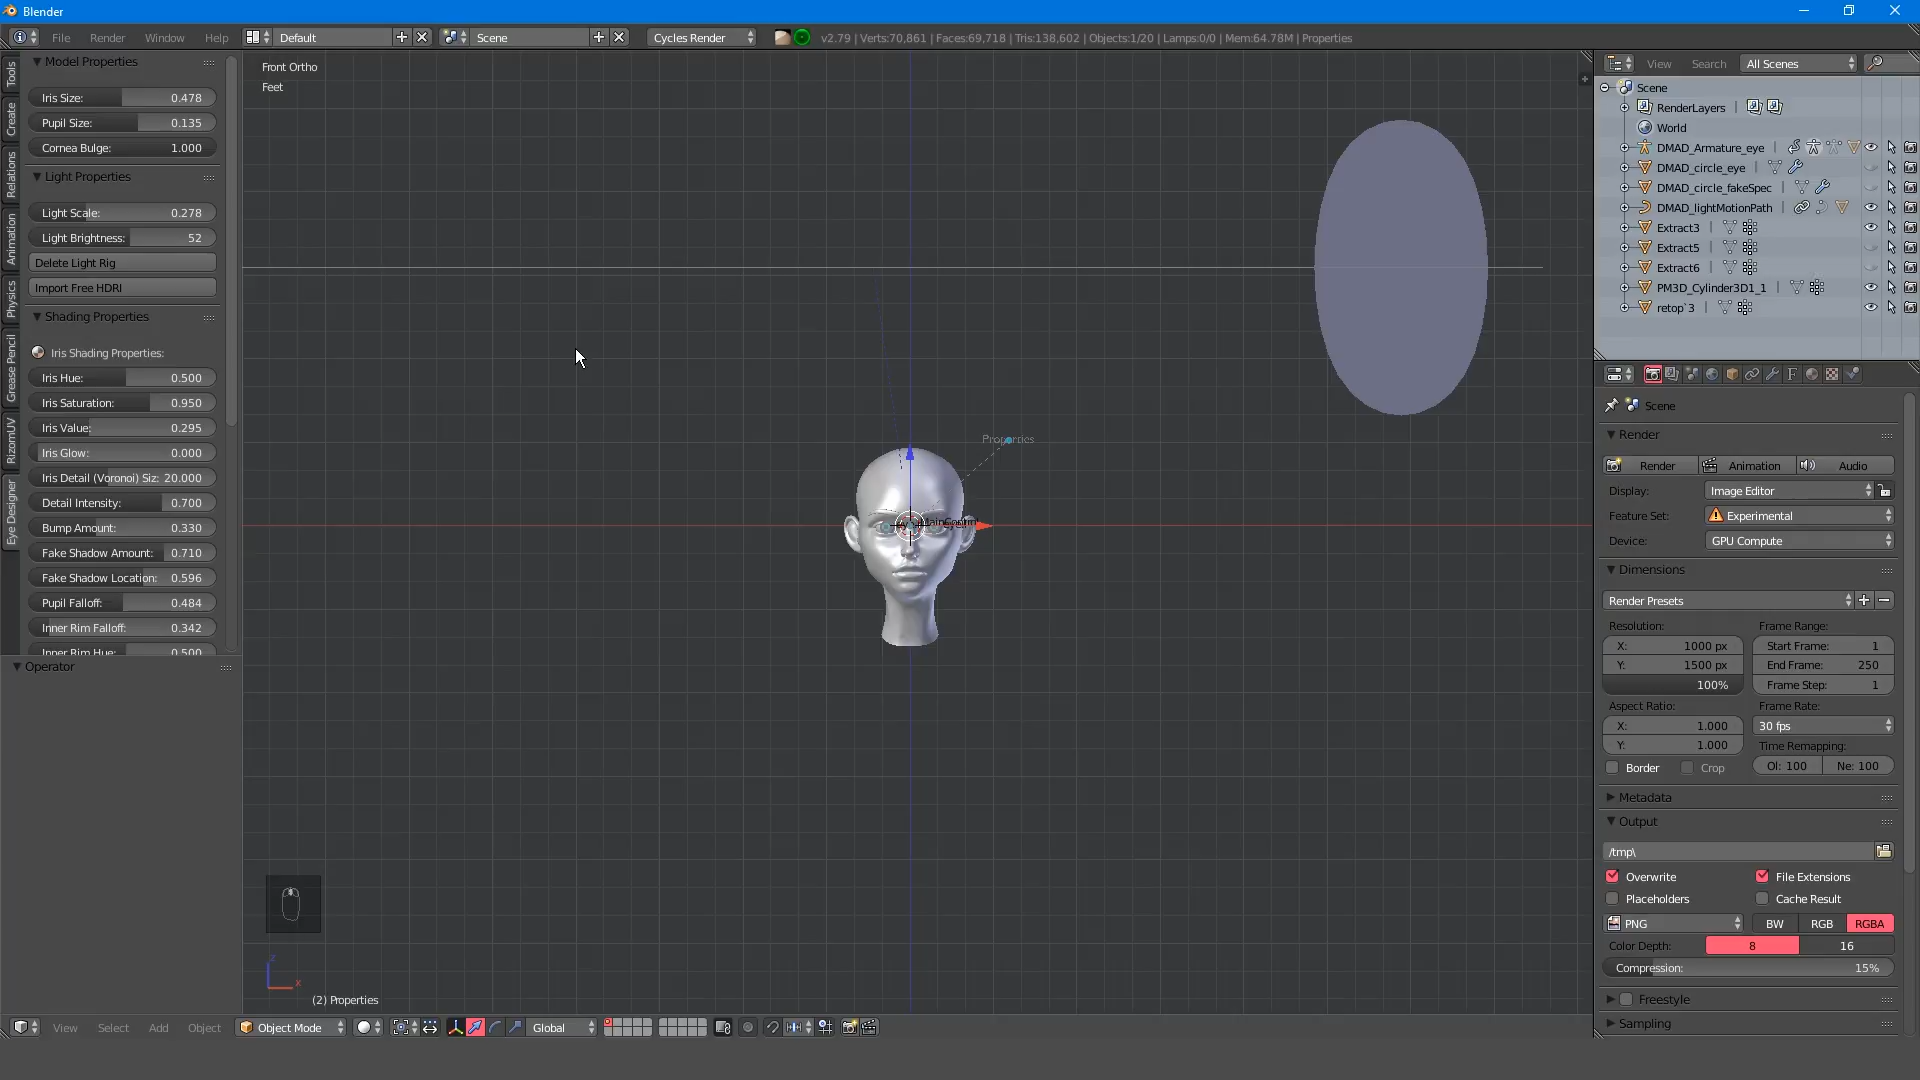 Blender
File Render Window Help Default Scene Cycles Render v2.79 | Verts:70,861 | Faces:69,718 | Tris:138,602 | Objects:1/20 | Lamps:0/0 | Mem:64.78M | Properties
Tools
Create
Relations
Animation
Physics
Grease Pencil
RizomUV
Eye Designer
Model Properties
Iris Size: 0.478
Pupil Size: 0.135
Cornea Bulge: 1.000
Light Properties
Light Scale: 0.278
Light Brightness: 52
Delete Light Rig
Import Free HDRI
Shading Properties
Iris Shading Properties:
Iris Hue: 0.500
Iris Saturation: 0.950
Iris Value: 0.295
Iris Glow: 0.000
Iris Detail (Voronoi) Siz: 20.000
Detail Intensity: 0.700
Bump Amount: 0.330
Fake Shadow Amount: 0.710
Fake Shadow Location: 0.596
Pupil Falloff: 0.484
Inner Rim Falloff: 0.342
Inner Rim Hue: 0.500
Operator
Front Ortho
Feet
Properties
z
x
(2) Properties
View Select Add Object Object Mode Global
View Search All Scenes
Scene
RenderLayers
World
DMAD_Armature_eye
DMAD_circle_eye
DMAD_circle_fakeSpec
DMAD_lightMotionPath
Extract3
Extract5
Extract6
PM3D_Cylinder3D1_1
retop`3
Scene
Render
Render Animation Audio
Display: Image Editor
Feature Set: Experimental
Device: GPU Compute
Dimensions
Render Presets
Resolution: Frame Range:
X: 1000 px Start Frame: 1
Y: 1500 px End Frame: 250
100% Frame Step: 1
Aspect Ratio: Frame Rate:
X: 1.000 30 fps
Y: 1.000 Time Remapping:
Border Crop Ol: 100 Ne: 100
Metadata
Output
/tmp\
Overwrite File Extensions
Placeholders Cache Result
PNG BW RGB RGBA
Color Depth: 8 16
Compression: 15%
Freestyle
Sampling